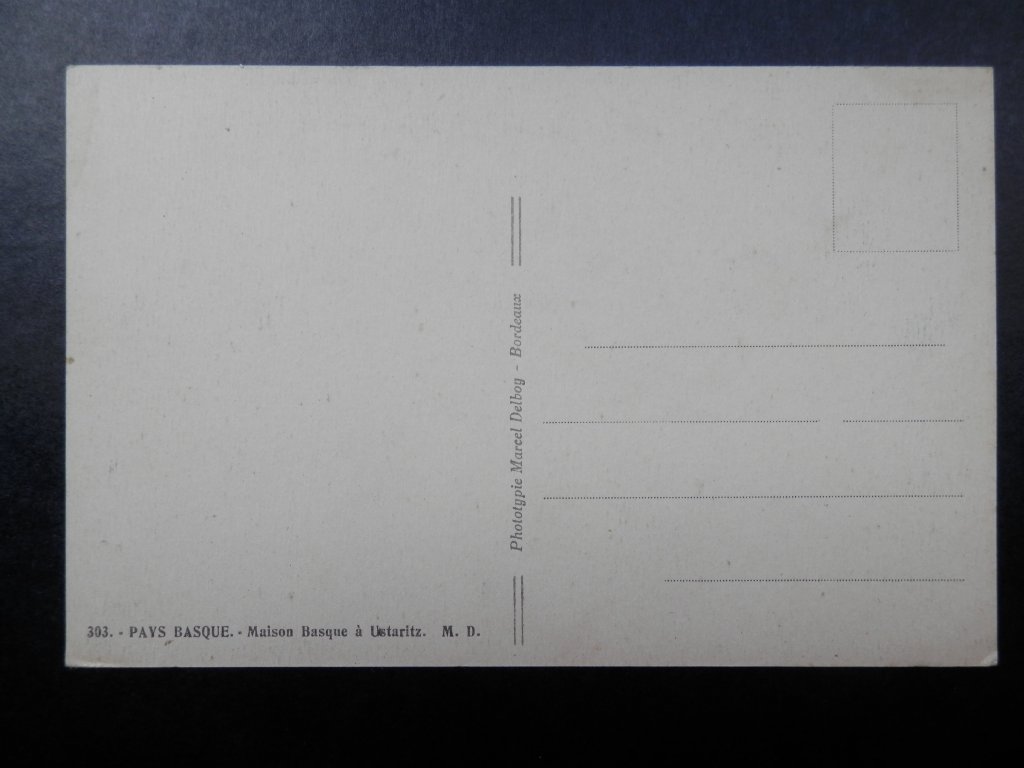 303. - PAYS BASQUE. - Maison Basque à Ustaritz. M. D.
Phototypie Marcel Delboy - Bordeaux